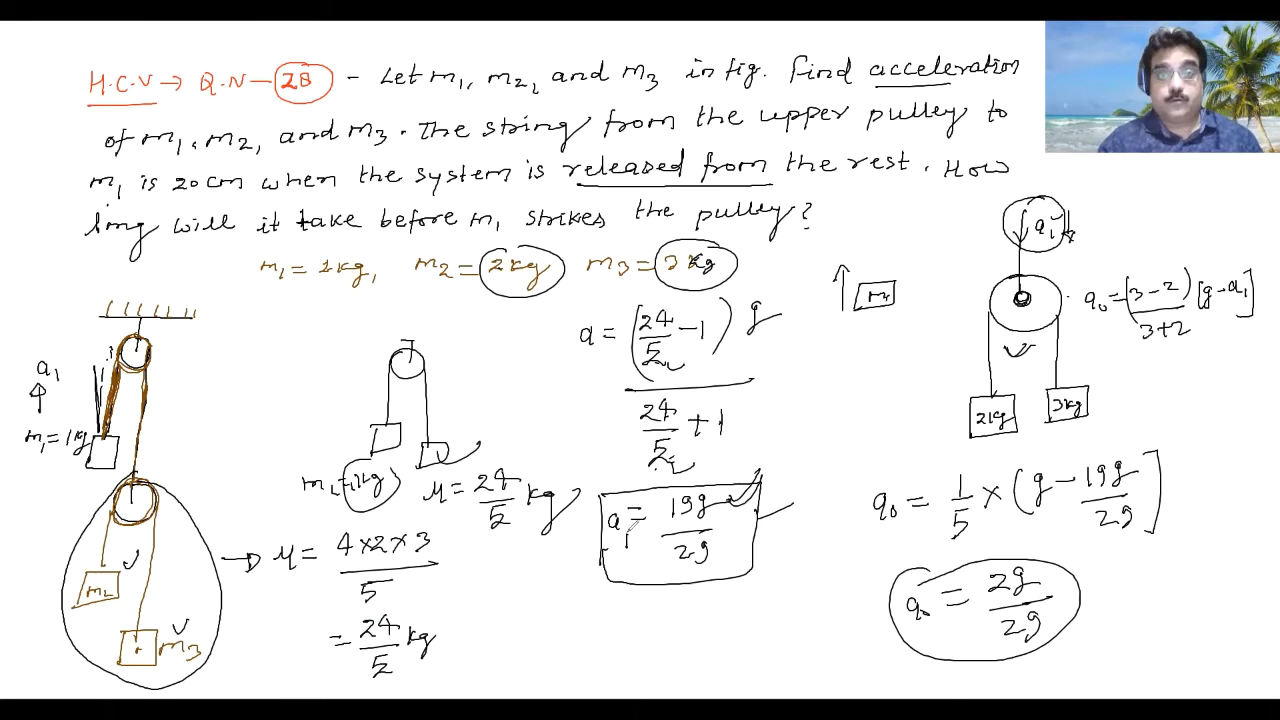 H.C.V → Q.N — 28 - Let m1, m2, and m3 in fig. find acceleration
of m1, m2, and m3. The string from the upper pulley to
m1 is 20cm when the system is released from the rest. How
long will it take before m1 strikes the pulley?
m1 = 1kg, m2 = 2kg m3 = 3kg
a1
m1 = 1kg
m2
m3
M = 4×2×3 / 5
= 24/5 kg
M = 24/5 kg
a = (24/5 - 1) g / 24/5 + 1
a1 = 19g / 29
m1
a1
a0 = (3-2 / 3+2) [g - a1]
2kg
3kg
a0 = 1/5 × [g - 19g/29]
a0 = 2g / 29